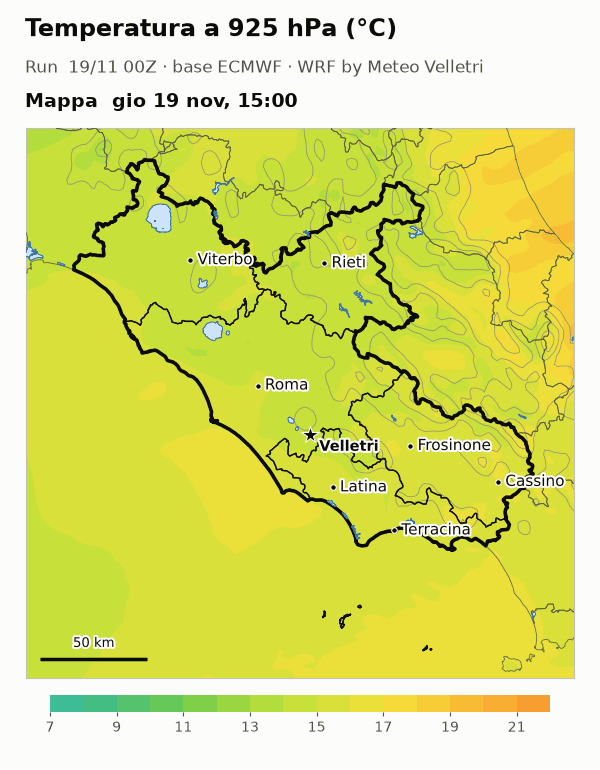 Temperatura a 925 hPa (°C)
Run  19/11 00Z · base ECMWF · WRF by Meteo Velletri
Mappa  gio 19 nov, 15:00
Viterbo
Rieti
Roma
Velletri
Frosinone
Latina
Cassino
Terracina
50 km
7 9 11 13 15 17 19 21